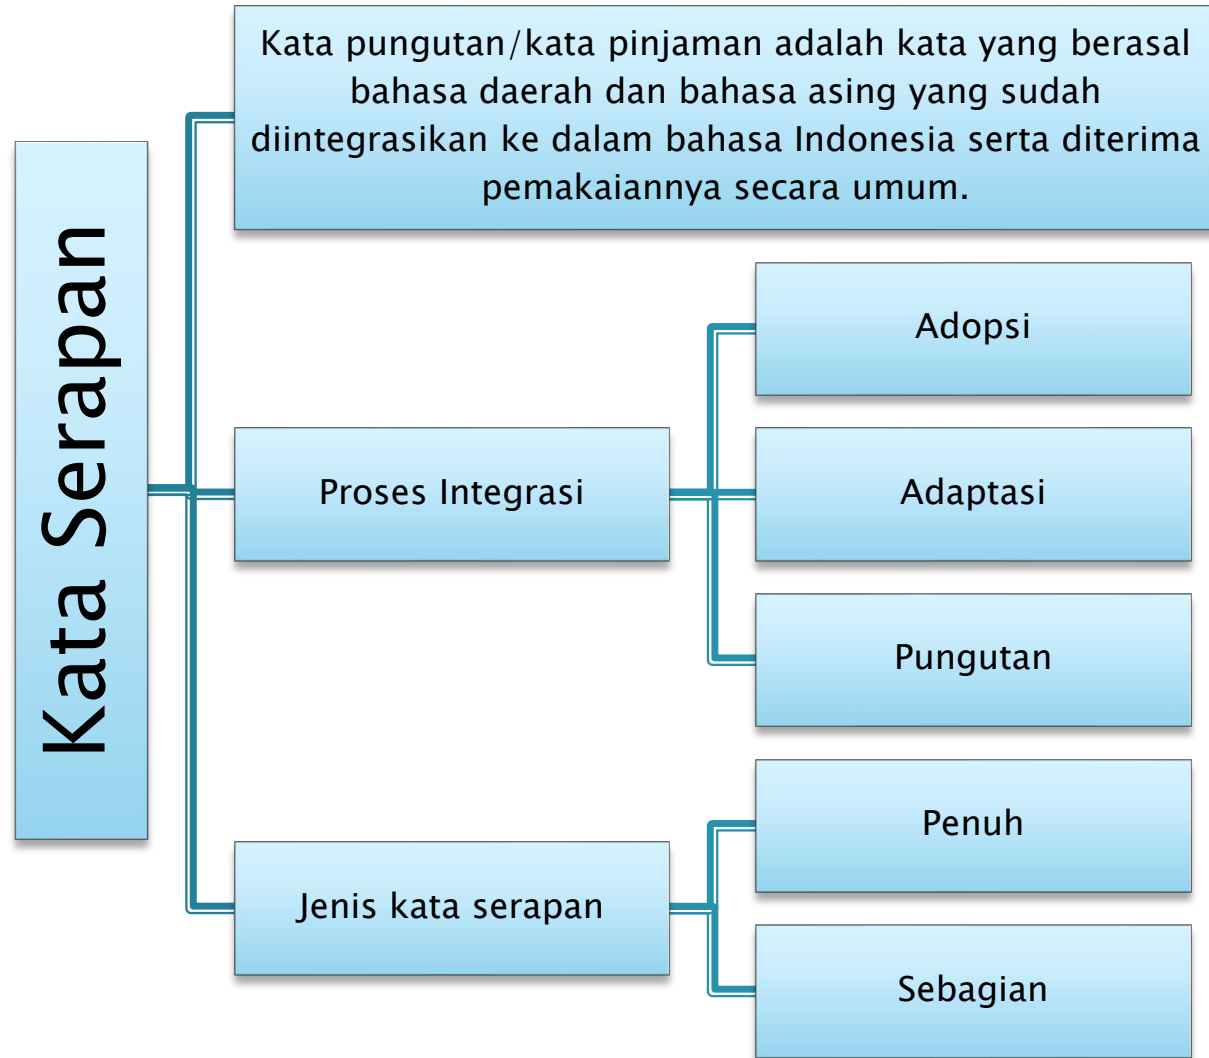 Kata Serapan
Kata pungutan/kata pinjaman adalah kata yang berasal
bahasa daerah dan bahasa asing yang sudah
diintegrasikan ke dalam bahasa Indonesia serta diterima
pemakaiannya secara umum.
Proses Integrasi
Adopsi
Adaptasi
Pungutan
Jenis kata serapan
Penuh
Sebagian